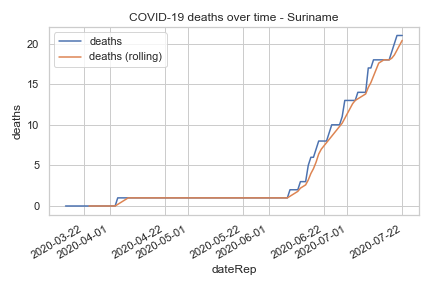 COVID-19 deaths over time - Suriname
deaths
deaths (rolling)
20
15
10
5
0
deaths
2020-03-22
2020-04-01
2020-04-22
2020-05-01
2020-05-22
2020-06-01
2020-06-22
2020-07-01
2020-07-22
dateRep